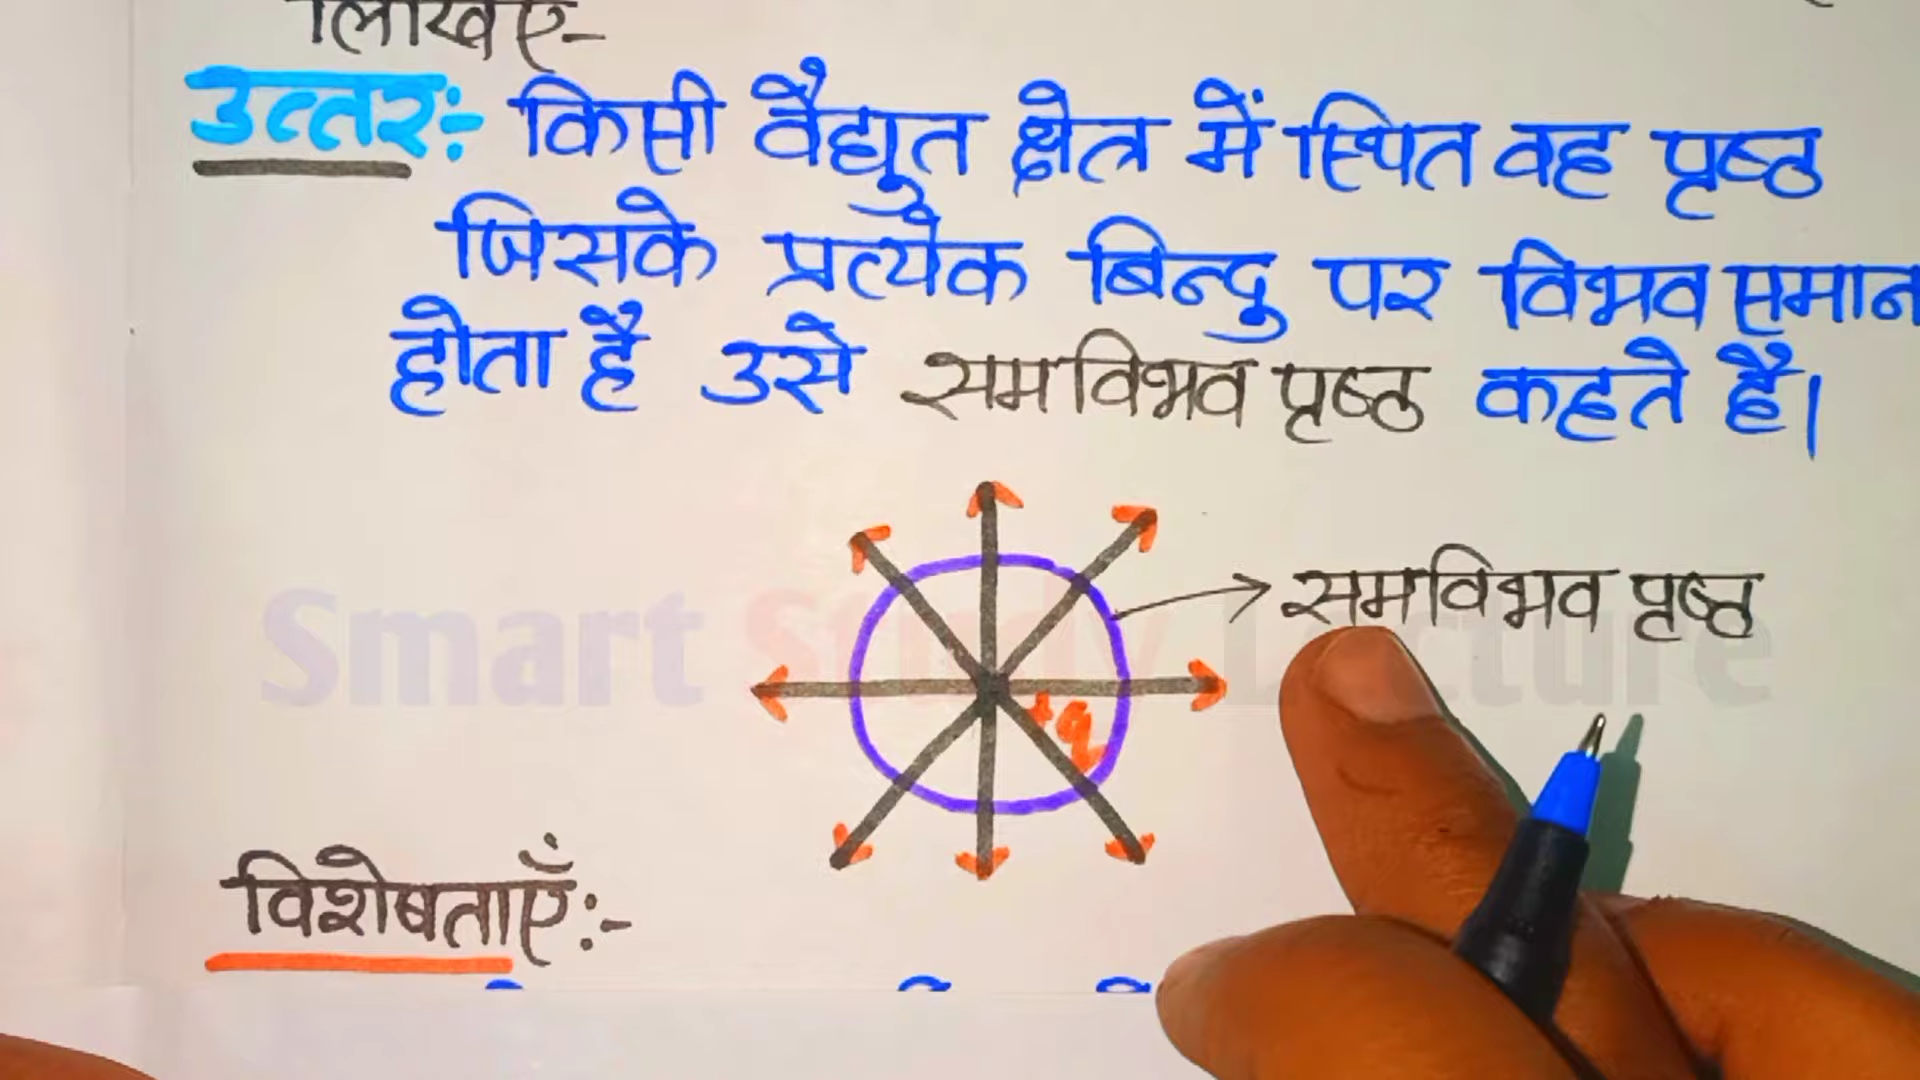 लिखिए-
उत्तर:- किसी वैद्युत क्षेत्र में स्थित वह पृष्ठ
जिसके प्रत्येक बिन्दु पर विभव समान
होता है उसे समविभव पृष्ठ कहते है।
समविभव पृष्ठ
Smart Study Lecture
+q
विशेषताएँ:-